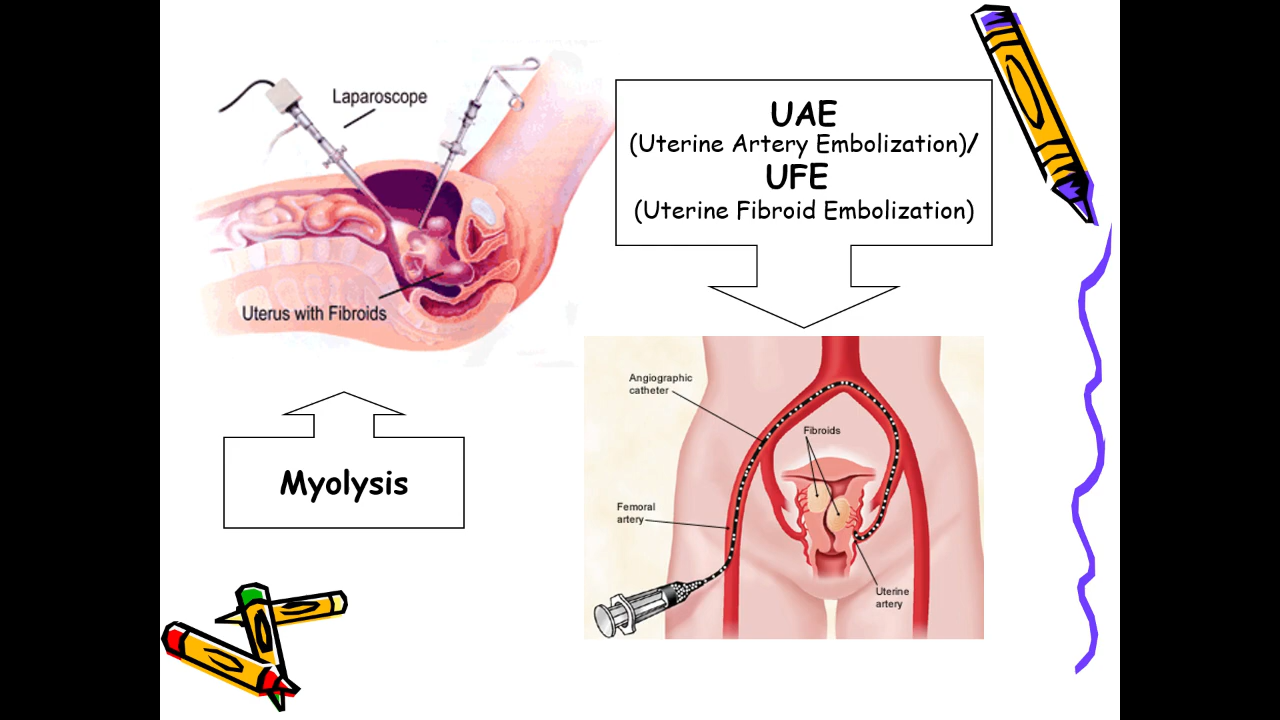 Laparoscope
Uterus with Fibroids
Myolysis
UAE
(Uterine Artery Embolization)/
UFE
(Uterine Fibroid Embolization)
Angiographic
catheter
Fibroids
Femoral
artery
Uterine
artery